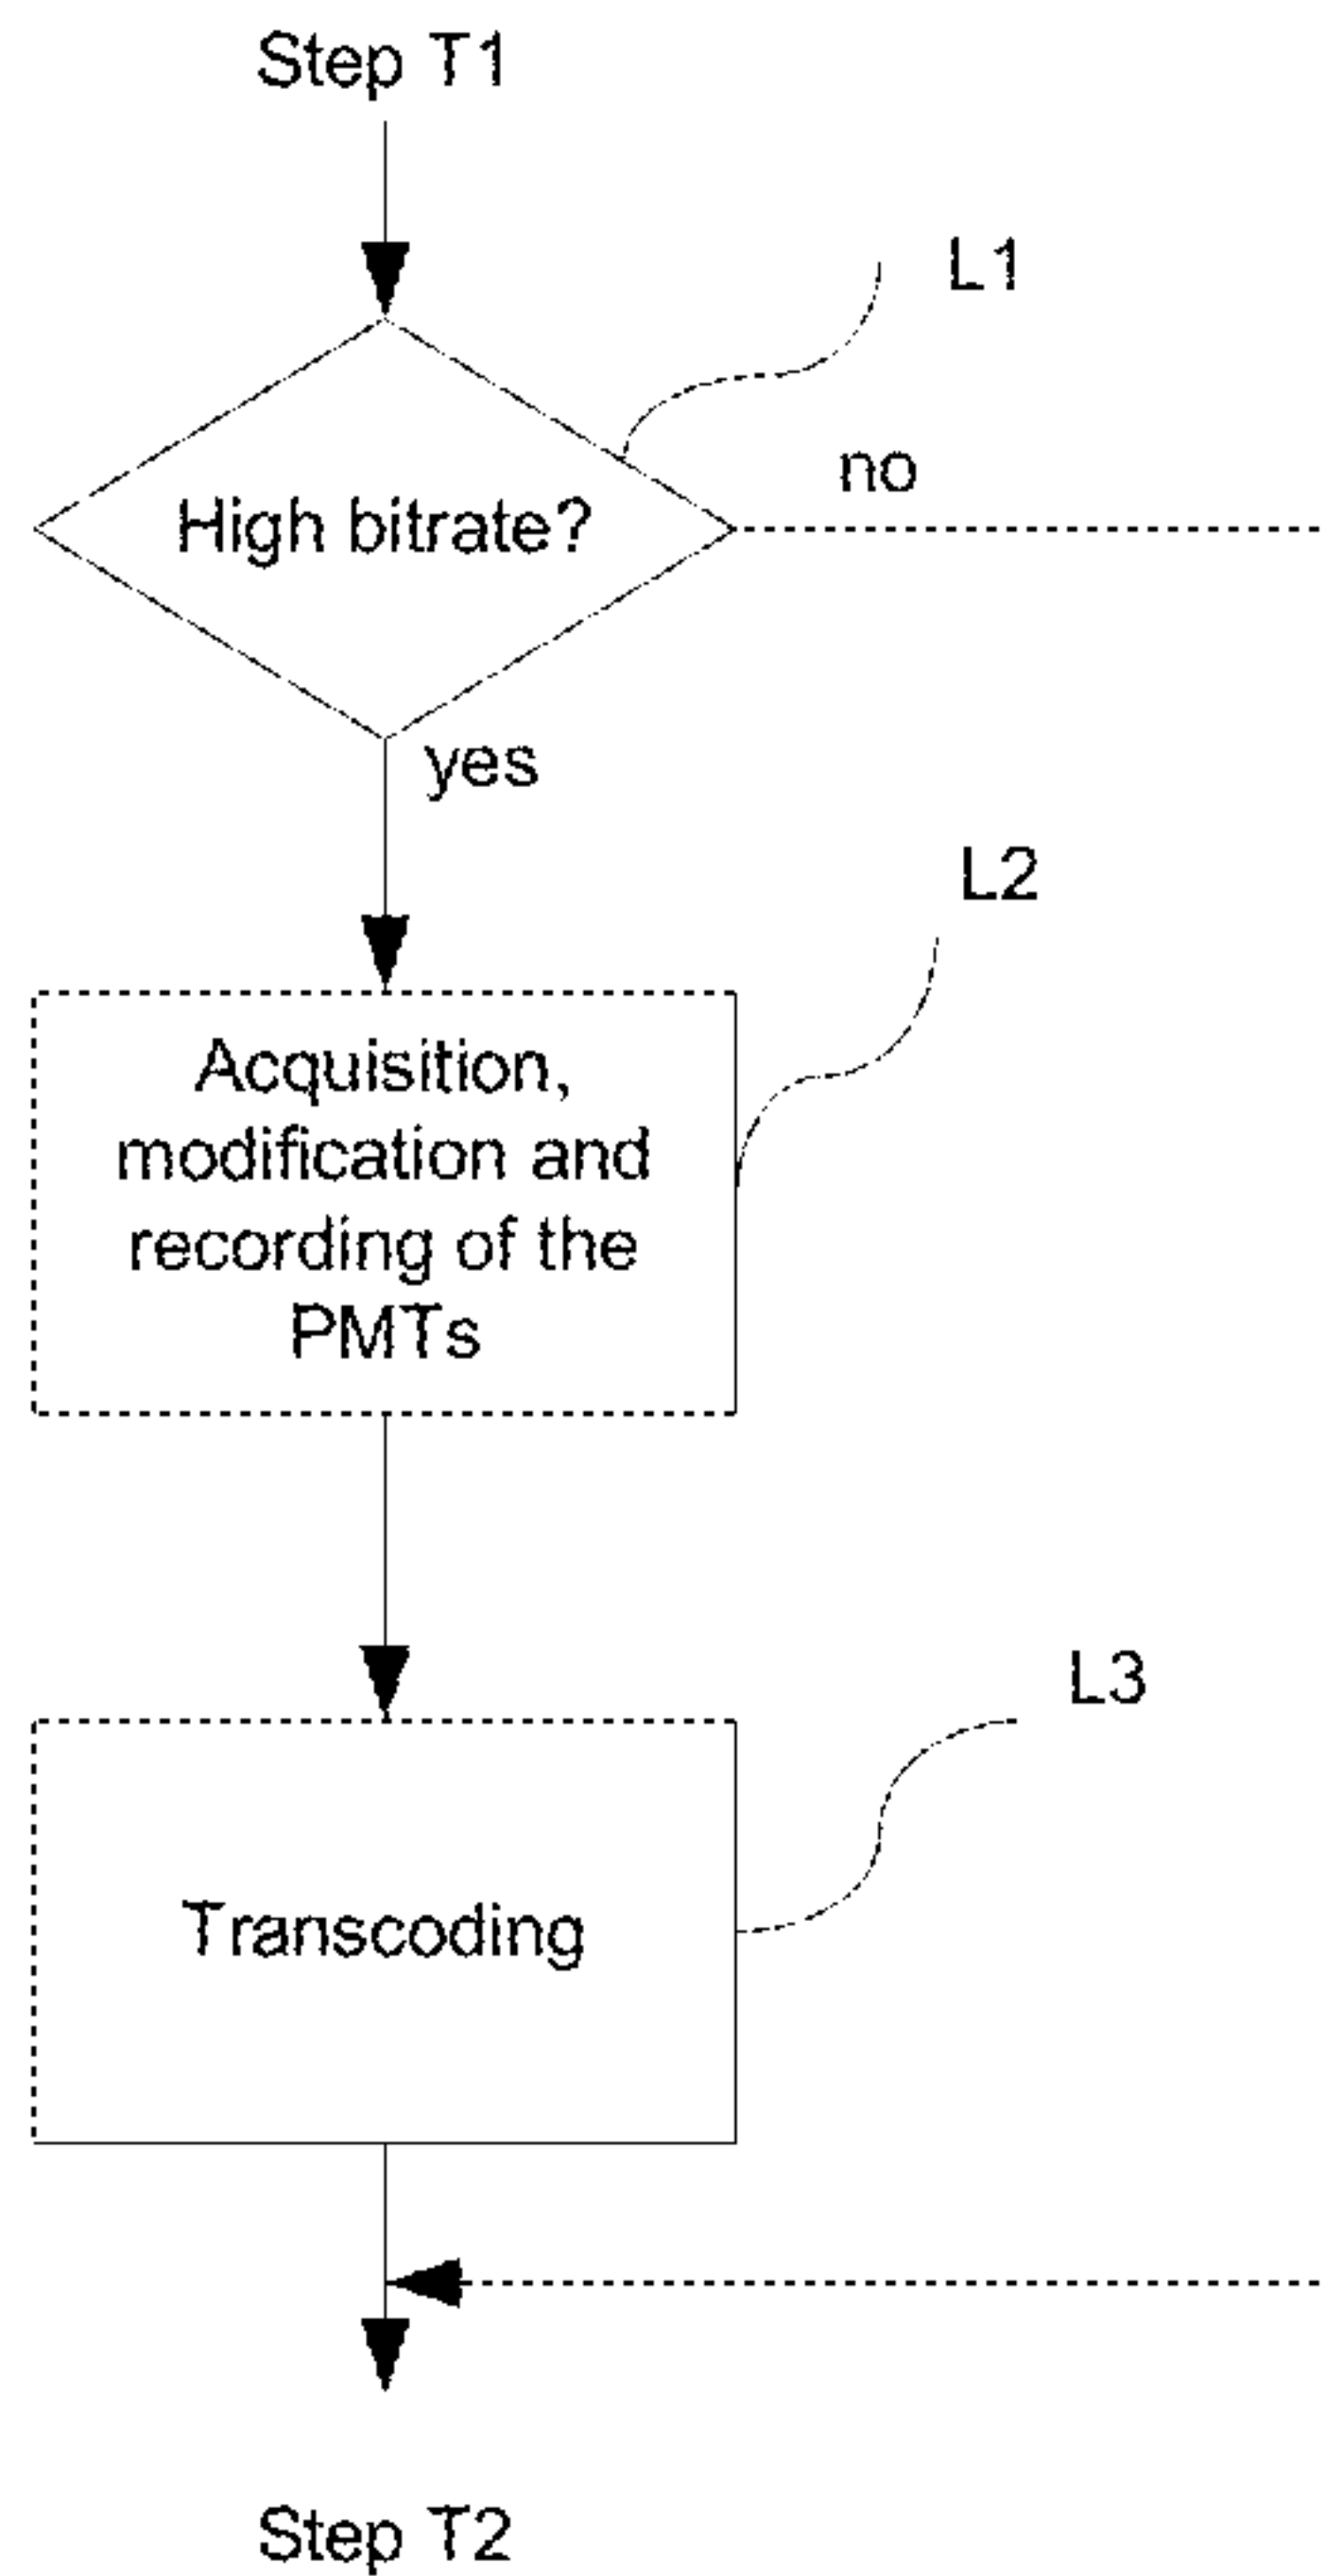 Step T1
L1
no
High bitrate?
yes
L2
Acquisition,
modification and
recording of the
PMTs
L3
Transcoding
Step T2